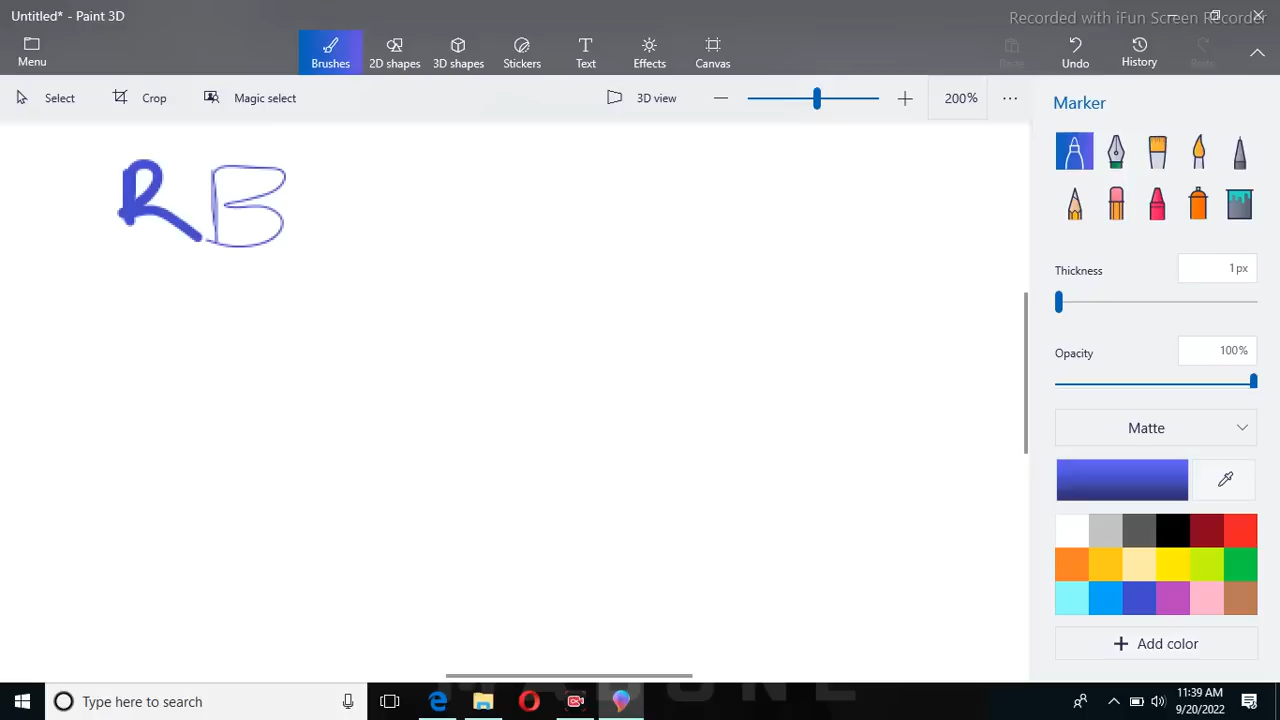 Untitled* - Paint 3D
Recorded with iFun Screen Recorder
Menu
Brushes
2D shapes
3D shapes
Stickers
Text
Effects
Canvas
Paste
Undo
History
Redo
Select
Crop
Magic select
3D view
200%
Marker
R B
Thickness
1px
Opacity
100%
Matte
Add color
Type here to search
11:39 AM
9/20/2022